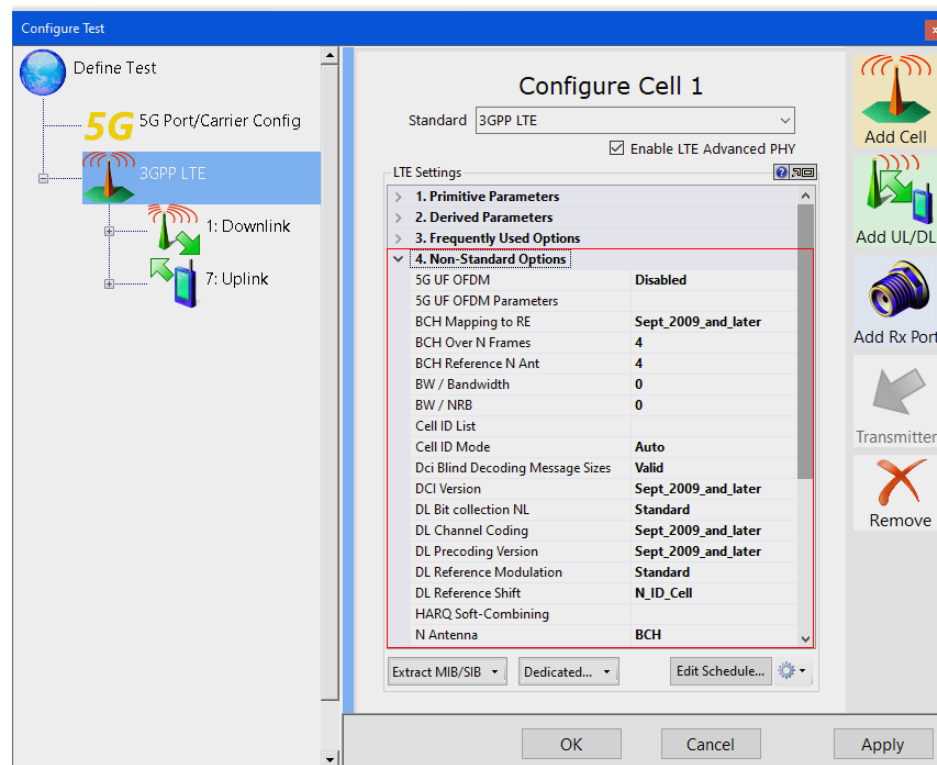 Configure Test
Define Test
5G 5G Port/Carrier Config
3GPP LTE
1: Downlink
7: Uplink
Configure Cell 1
Standard 3GPP LTE
Enable LTE Advanced PHY
LTE Settings
1. Primitive Parameters
2. Derived Parameters
3. Frequently Used Options
4. Non-Standard Options
5G UF OFDM Disabled
5G UF OFDM Parameters
BCH Mapping to RE Sept_2009_and_later
BCH Over N Frames 4
BCH Reference N Ant 4
BW / Bandwidth 0
BW / NRB 0
Cell ID List
Cell ID Mode Auto
Dci Blind Decoding Message Sizes Valid
DCI Version Sept_2009_and_later
DL Bit collection NL Standard
DL Channel Coding Sept_2009_and_later
DL Precoding Version Sept_2009_and_later
DL Reference Modulation Standard
DL Reference Shift N_ID_Cell
HARQ Soft-Combining
N Antenna BCH
Extract MIB/SIB Dedicated... Edit Schedule...
OK Cancel Apply
Add Cell
Add UL/DL
Add Rx Port
Transmitter
Remove